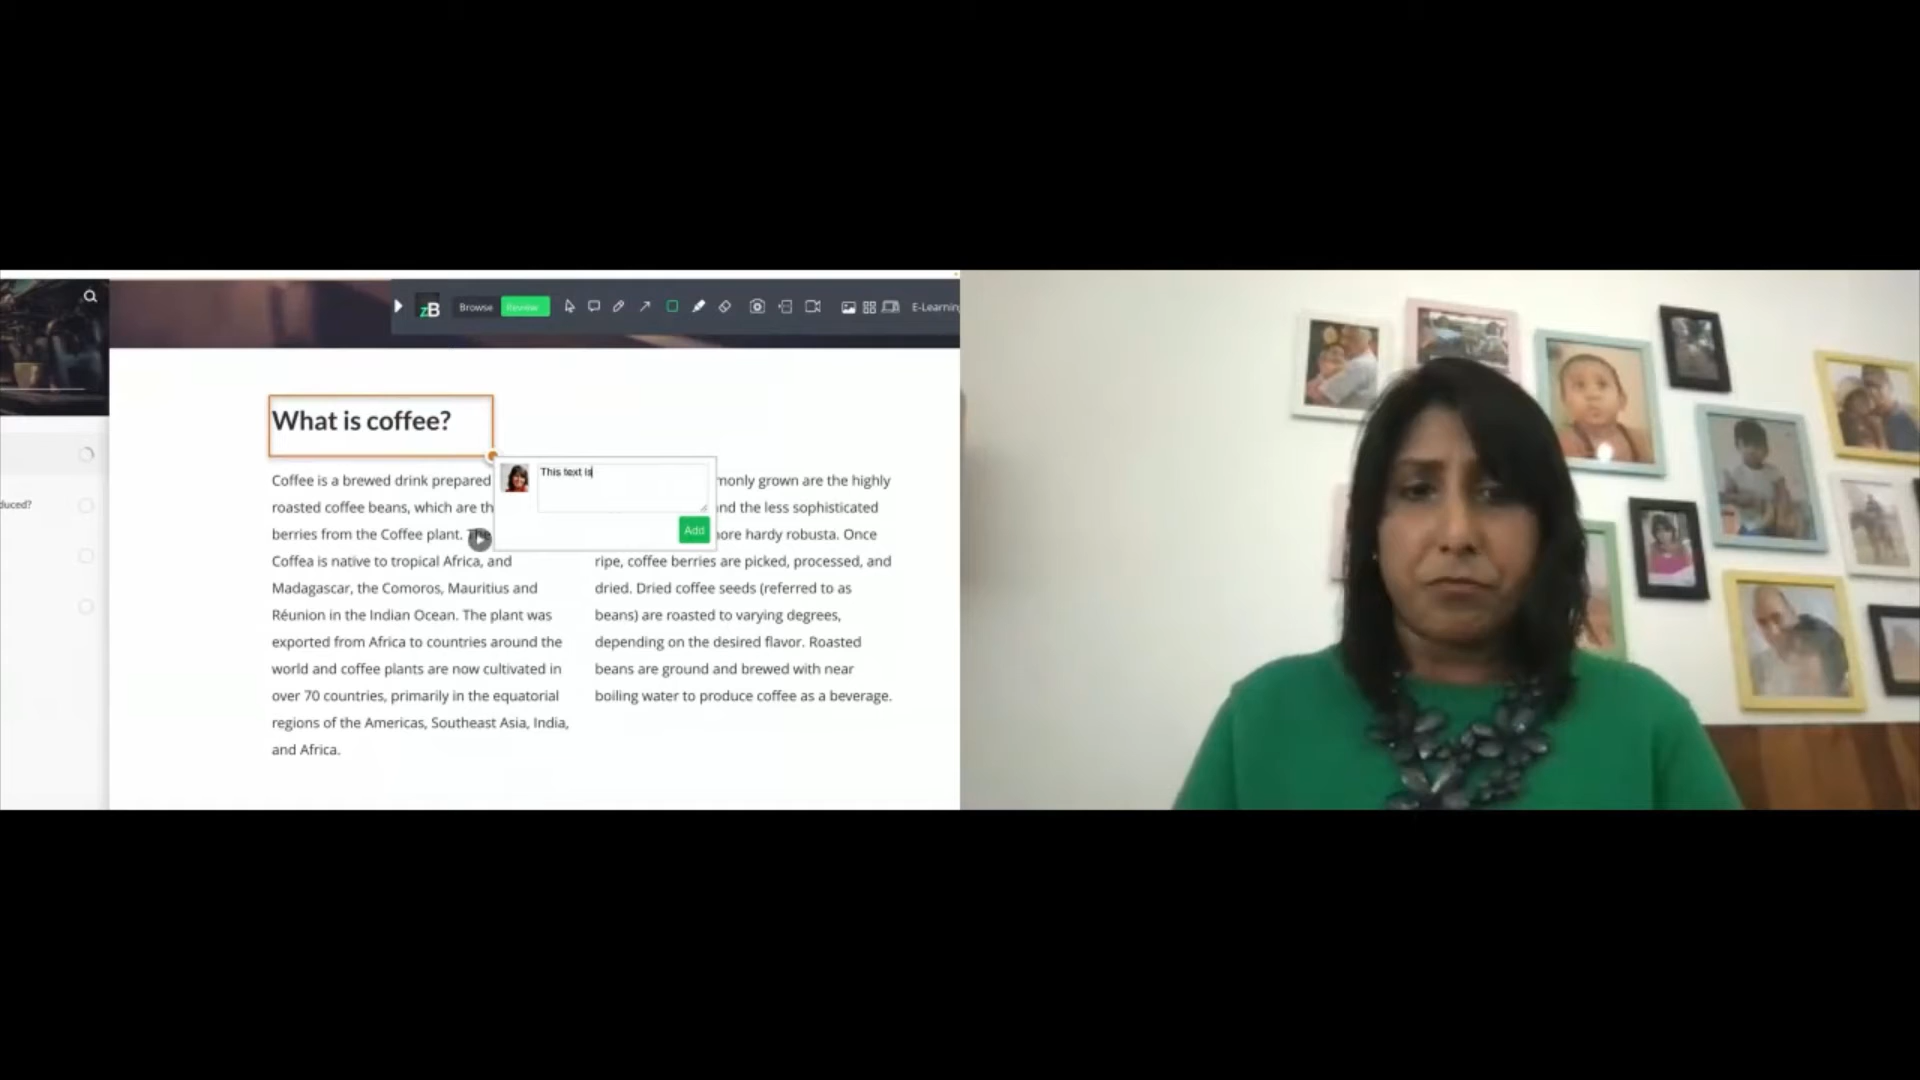 zB Browse Review E-Learning
duced?
What is coffee?
This text is
Add
Coffee is a brewed drink prepared
roasted coffee beans, which are th
berries from the Coffee plant. The
Coffea is native to tropical Africa, and
Madagascar, the Comoros, Mauritius and
Réunion in the Indian Ocean. The plant was
exported from Africa to countries around the
world and coffee plants are now cultivated in
over 70 countries, primarily in the equatorial
regions of the Americas, Southeast Asia, India,
and Africa.
monly grown are the highly
nd the less sophisticated
ore hardy robusta. Once
ripe, coffee berries are picked, processed, and
dried. Dried coffee seeds (referred to as
beans) are roasted to varying degrees,
depending on the desired flavor. Roasted
beans are ground and brewed with near
boiling water to produce coffee as a beverage.